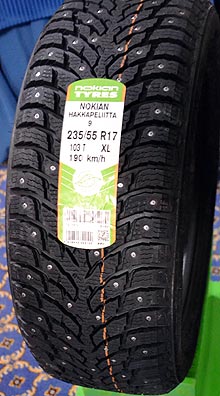 nokian
TYRES
NOKIAN
HAKKAPELIITTA
9
235/55 R17
103 T XL
190 km/h